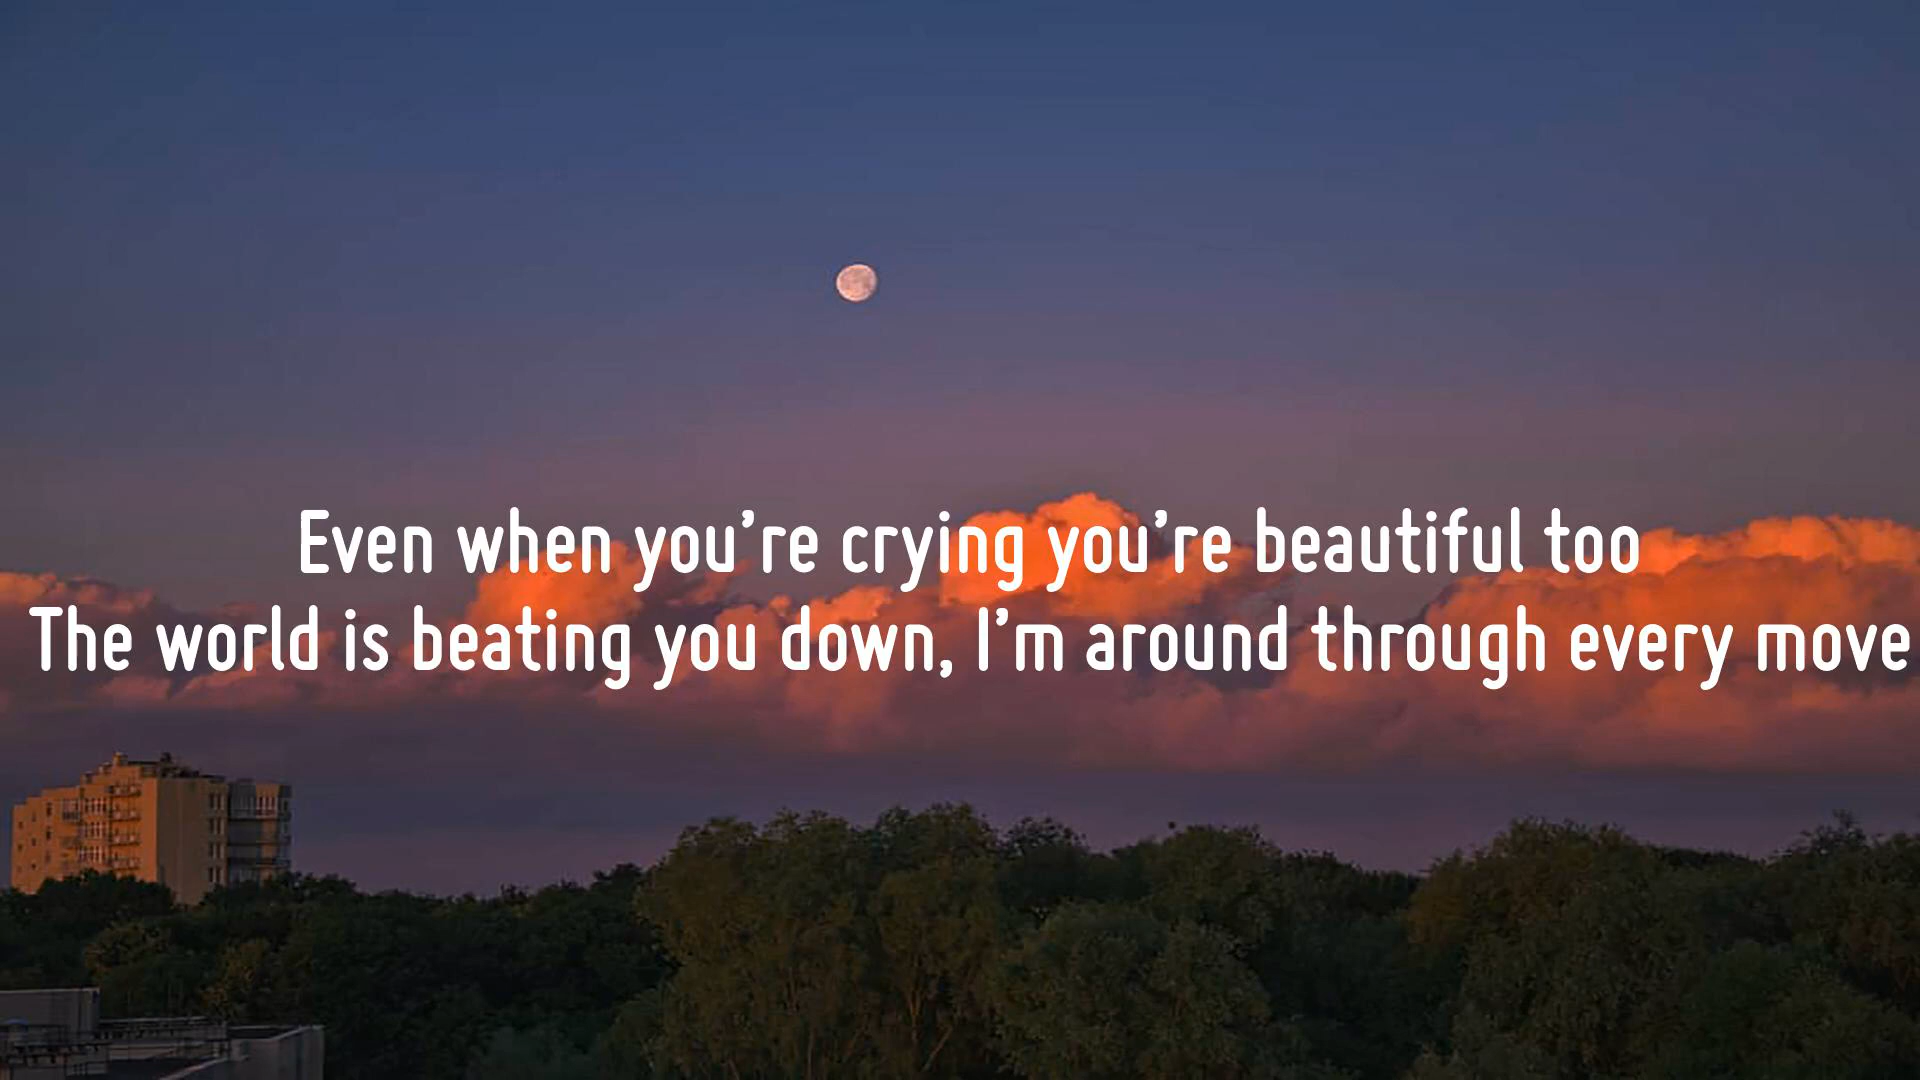 Even when you’re crying you’re beautiful too
The world is beating you down, I’m around through every move